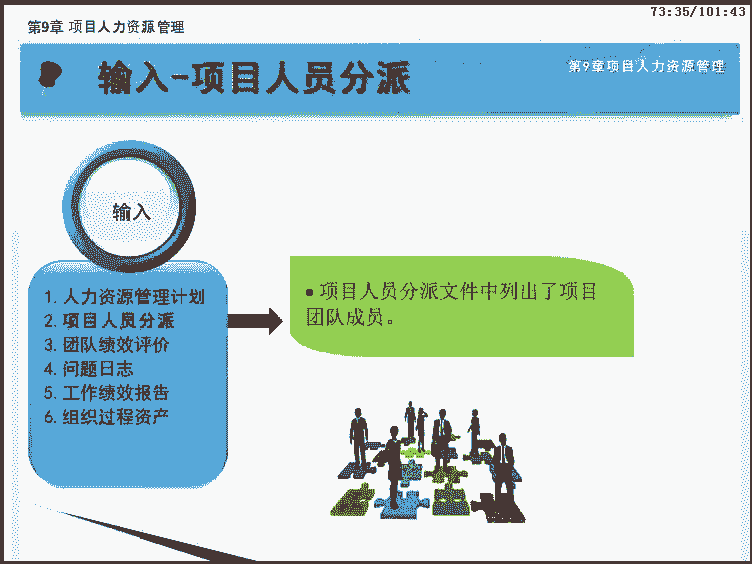 73:35/101:43
第9章 项目人力资源管理
输入-项目人员分派
第9章项目人力资源管理
输入
1. 人力资源管理计划
2. 项目人员分派
3. 团队绩效评价
4. 问题日志
5. 工作绩效报告
6. 组织过程资产
● 项目人员分派文件中列出了项目
团队成员。